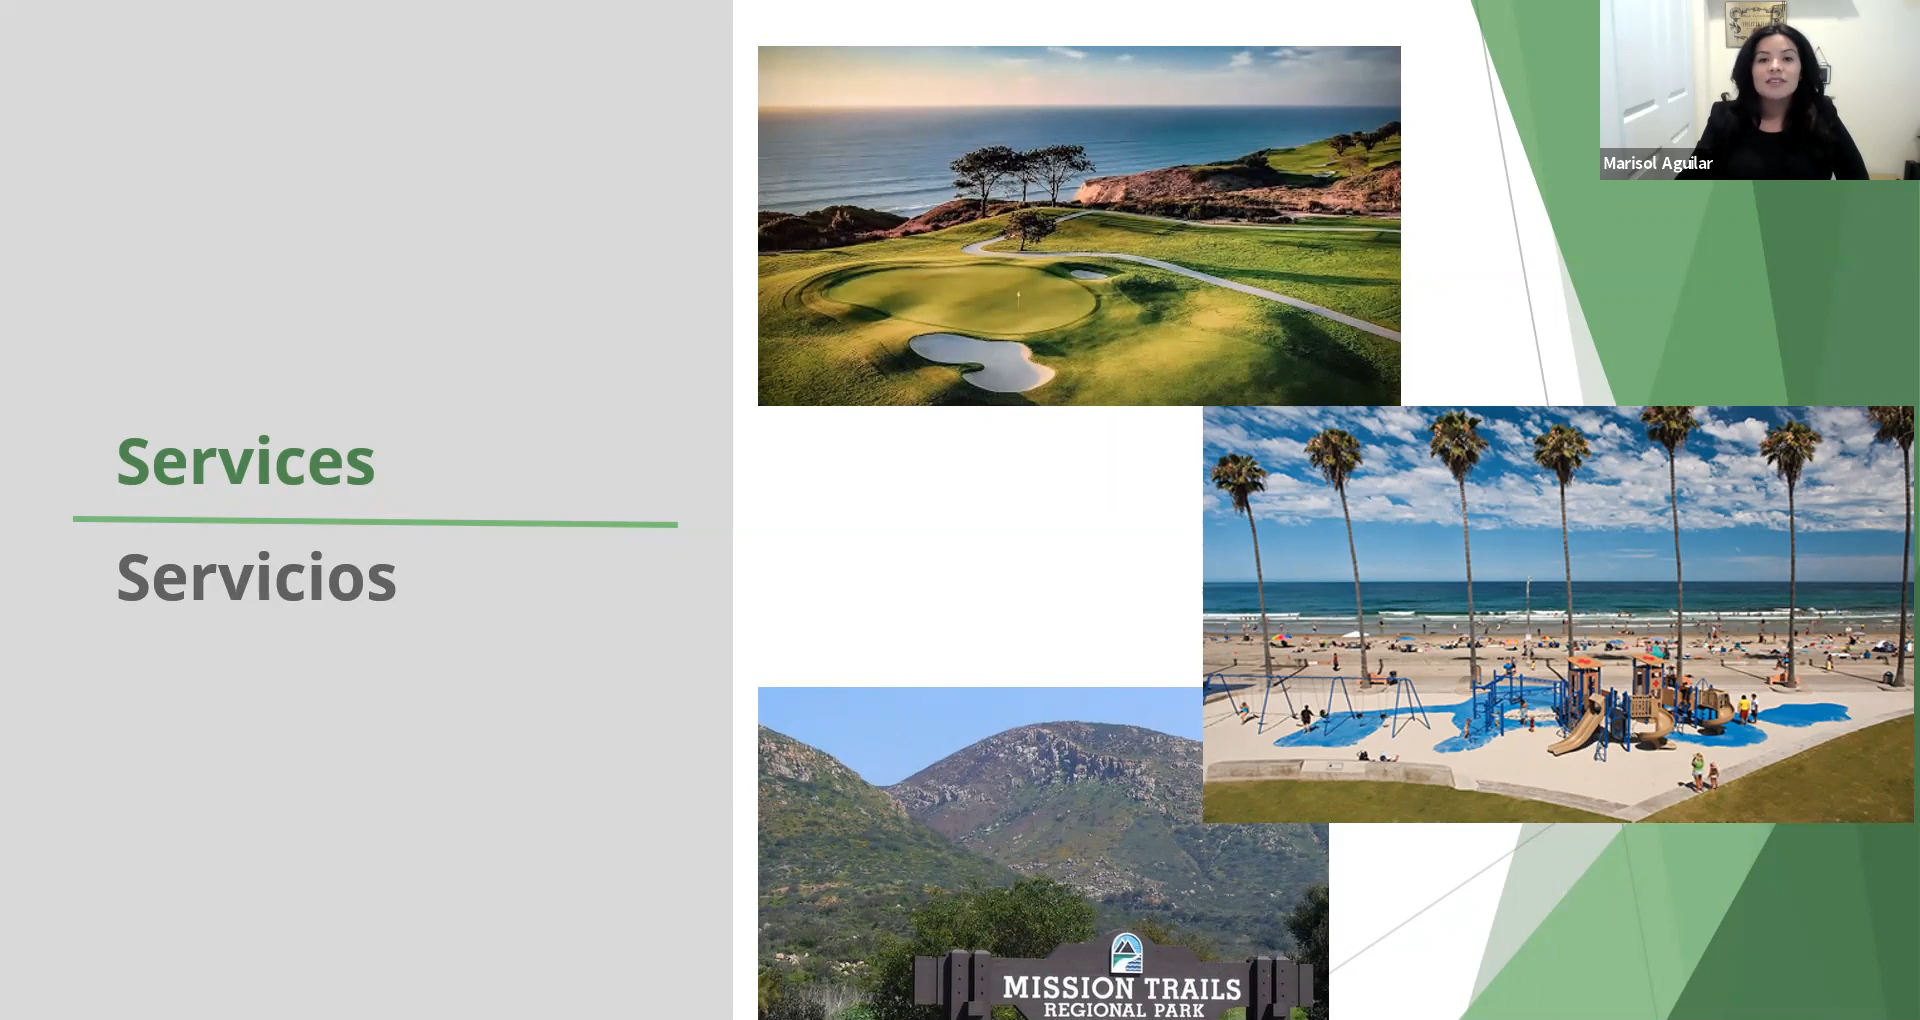 Services
Servicios
Marisol Aguilar
MISSION TRAILS
REGIONAL PARK